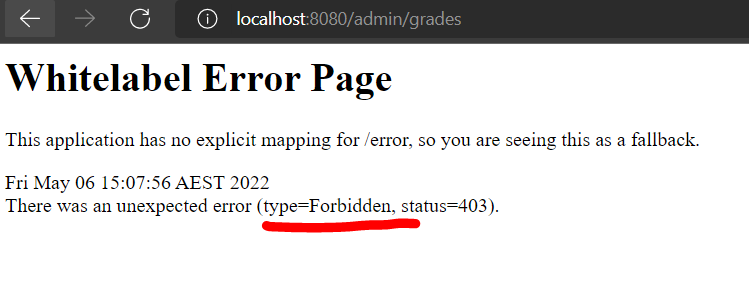 localhost:8080/admin/grades
Whitelabel Error Page
This application has no explicit mapping for /error, so you are seeing this as a fallback.
Fri May 06 15:07:56 AEST 2022
There was an unexpected error (type=Forbidden, status=403).